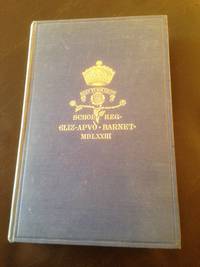 SCHOL REG·
ELIZ·APVD·BARNET·
MDLXXIII